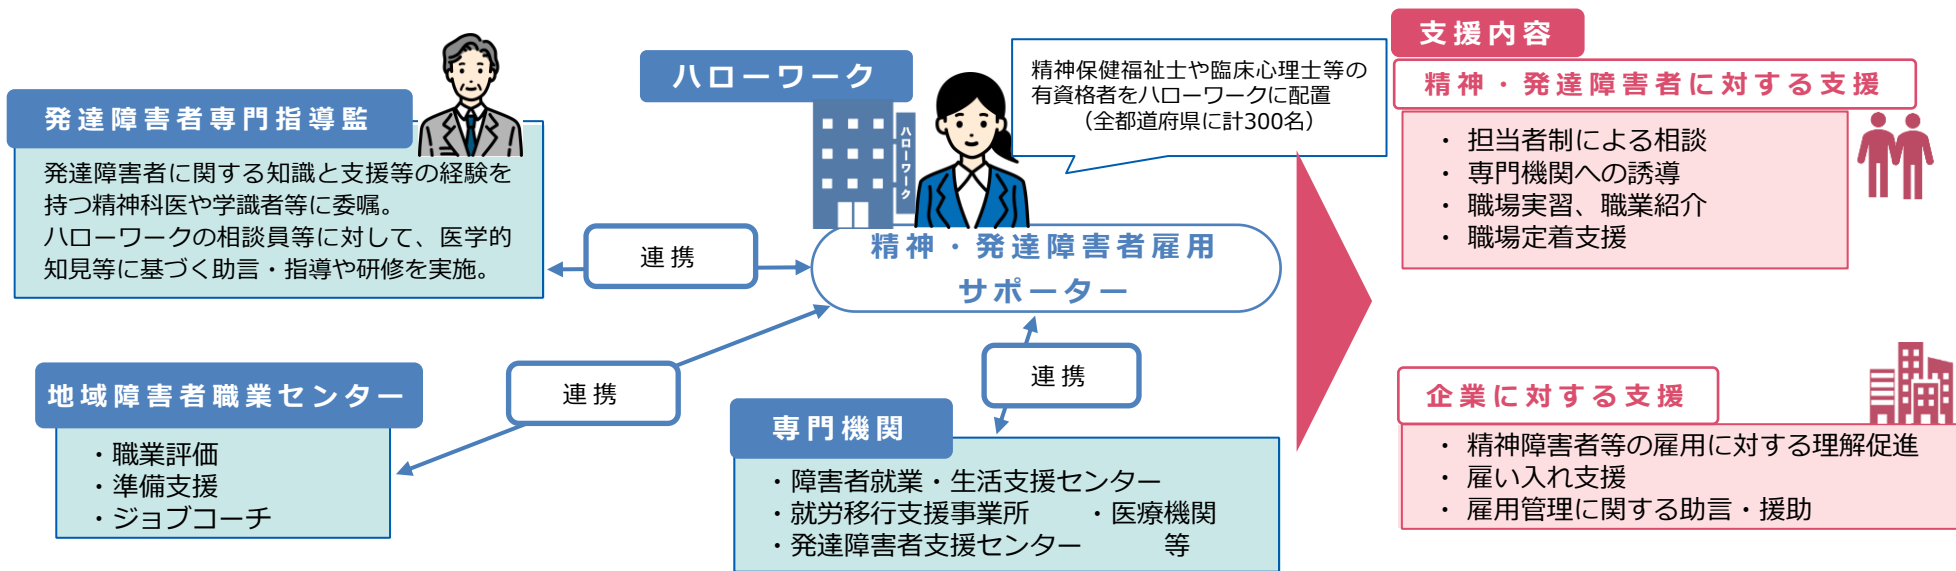 発達障害者専門指導監
発達障害者に関する知識と支援等の経験を
持つ精神科医や学識者等に委嘱。
ハローワークの相談員等に対して、医学的
知見等に基づく助言・指導や研修を実施。
連携
ハローワーク
ハローワーク
精神保健福祉士や臨床心理士等の
有資格者をハローワークに配置
（全都道府県に計300名）
精神・発達障害者雇用
サポーター
地域障害者職業センター
・職業評価
・準備支援
・ジョブコーチ
連携
連携
専門機関
・障害者就業・生活支援センター
・就労移行支援事業所　・医療機関
・発達障害者支援センター　等
支援内容
精神・発達障害者に対する支援
・ 担当者制による相談
・ 専門機関への誘導
・ 職場実習、職業紹介
・ 職場定着支援
企業に対する支援
・ 精神障害者等の雇用に対する理解促進
・ 雇い入れ支援
・ 雇用管理に関する助言・援助